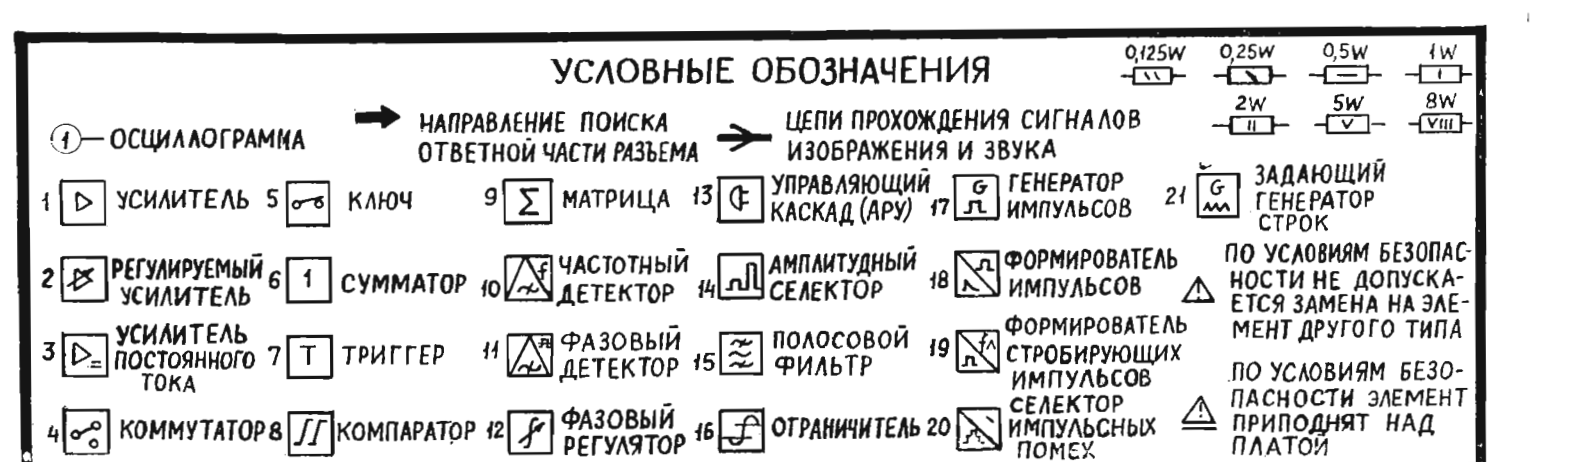 УСЛОВНЫЕ ОБОЗНАЧЕНИЯ
0,125W 0,25W 0,5W 1W
2W 5W 8W
1 — ОСЦИЛЛОГРАММА
НАПРАВЛЕНИЕ ПОИСКА
ОТВЕТНОЙ ЧАСТИ РАЗЪЕМА
ЦЕПИ ПРОХОЖДЕНИЯ СИГНАЛОВ
ИЗОБРАЖЕНИЯ И ЗВУКА
1 УСИЛИТЕЛЬ
2 РЕГУЛИРУЕМЫЙ
УСИЛИТЕЛЬ
3 УСИЛИТЕЛЬ
ПОСТОЯННОГО
ТОКА
4 КОММУТАТОР
5 КЛЮЧ
6 1 СУММАТОР
7 T ТРИГГЕР
8 КОМПАРАТОР
9 Σ МАТРИЦА
10 f ЧАСТОТНЫЙ
ДЕТЕКТОР
11 ФАЗОВЫЙ
ДЕТЕКТОР
12 ФАЗОВЫЙ
РЕГУЛЯТОР
13 УПРАВЛЯЮЩИЙ
КАСКАД (АРУ)
14 АМПЛИТУДНЫЙ
СЕЛЕКТОР
15 ПОЛОСОВОЙ
ФИЛЬТР
16 ОГРАНИЧИТЕЛЬ
17 G ГЕНЕРАТОР
ИМПУЛЬСОВ
18 ФОРМИРОВАТЕЛЬ
ИМПУЛЬСОВ
19 ФОРМИРОВАТЕЛЬ
СТРОБИРУЮЩИХ
ИМПУЛЬСОВ
20 СЕЛЕКТОР
ИМПУЛЬСНЫХ
ПОМЕХ
21 G ЗАДАЮЩИЙ
ГЕНЕРАТОР
СТРОК
ПО УСЛОВИЯМ БЕЗОПАС-
НОСТИ НЕ ДОПУСКА-
ЕТСЯ ЗАМЕНА НА ЭЛЕ-
МЕНТ ДРУГОГО ТИПА
ПО УСЛОВИЯМ БЕЗО-
ПАСНОСТИ ЭЛЕМЕНТ
ПРИПОДНЯТ НАД
ПЛАТОЙ